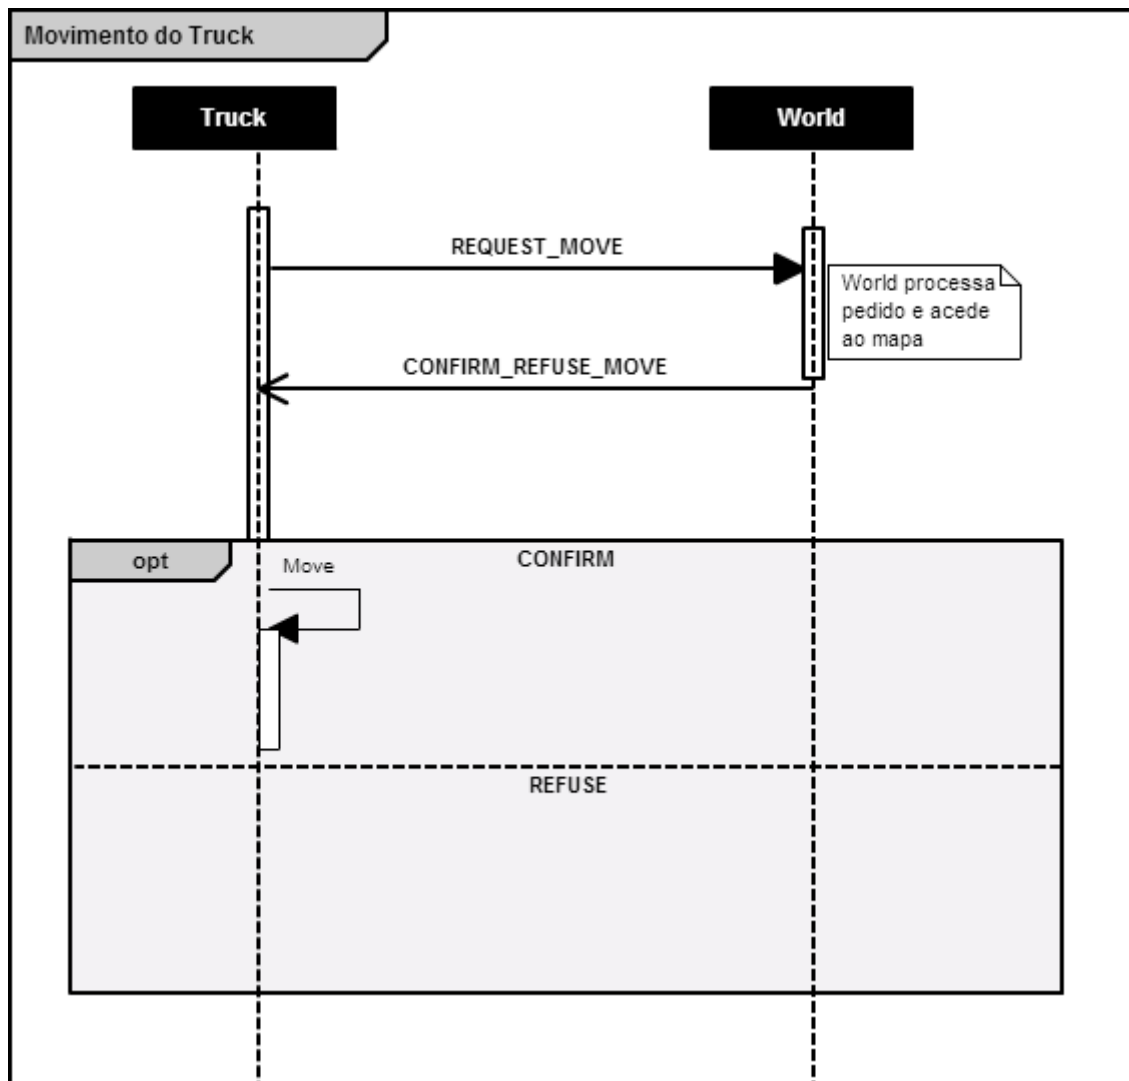 Movimento do Truck
Truck
World
REQUEST_MOVE
World processa
pedido e acede
ao mapa
CONFIRM_REFUSE_MOVE
opt
CONFIRM
Move
REFUSE